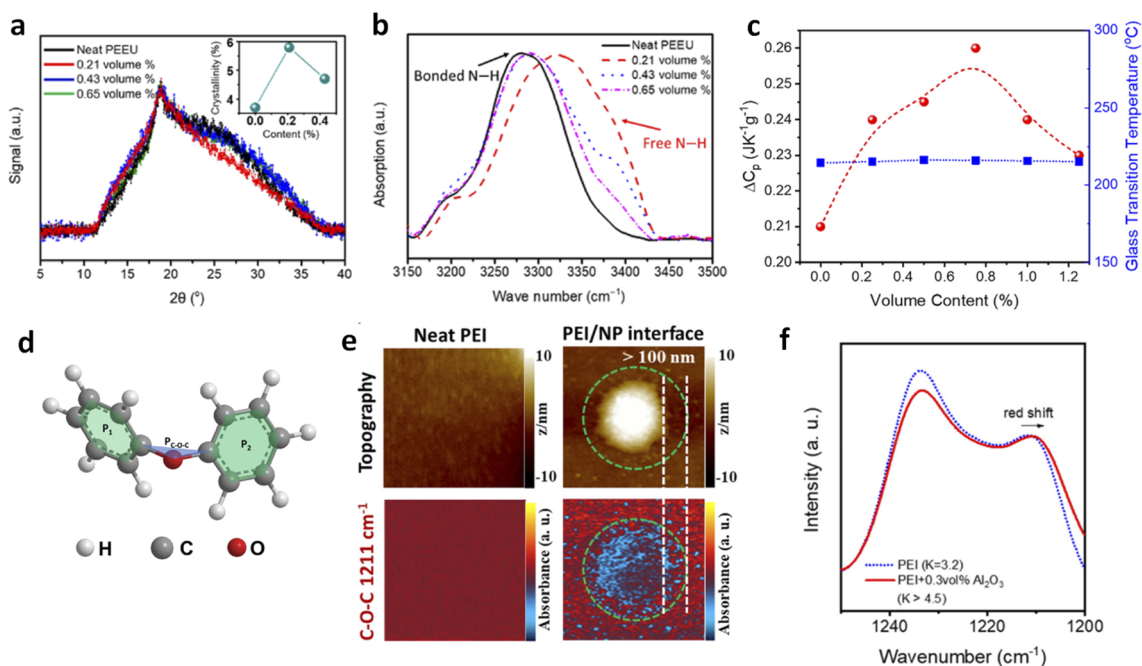 a
Signal (a.u.)
Neat PEEU
0.21 volume %
0.43 volume %
0.65 volume %
Crystallinity (%)
6
5
4
0.0 0.2 0.4
Content (%)
5 10 15 20 25 30 35 40
2θ (°)
b
Absorption (a.u.)
Bonded N−H
Neat PEEU
0.21 volume %
0.43 volume %
0.65 volume %
Free N−H
3150 3200 3250 3300 3350 3400 3450 3500
Wave number (cm⁻¹)
c
ΔCp (JK⁻¹g⁻¹)
0.26
0.25
0.24
0.23
0.22
0.21
0.20
300
250
200
150
Glass Transition Temperature (°C)
0.0 0.2 0.4 0.6 0.8 1.0 1.2
Volume Content (%)
d
P₁
P C-O-C
P₂
H C O
e
Neat PEI
PEI/NP interface
Topography
10
z/nm
-10
> 100 nm
10
z/nm
-10
C-O-C 1211 cm⁻¹
Absorbance (a. u.)
Absorbance (a. u.)
f
Intensity (a. u.)
red shift
PEI (K=3.2)
PEI+0.3vol% Al₂O₃
(K > 4.5)
1240 1220 1200
Wavenumber (cm⁻¹)